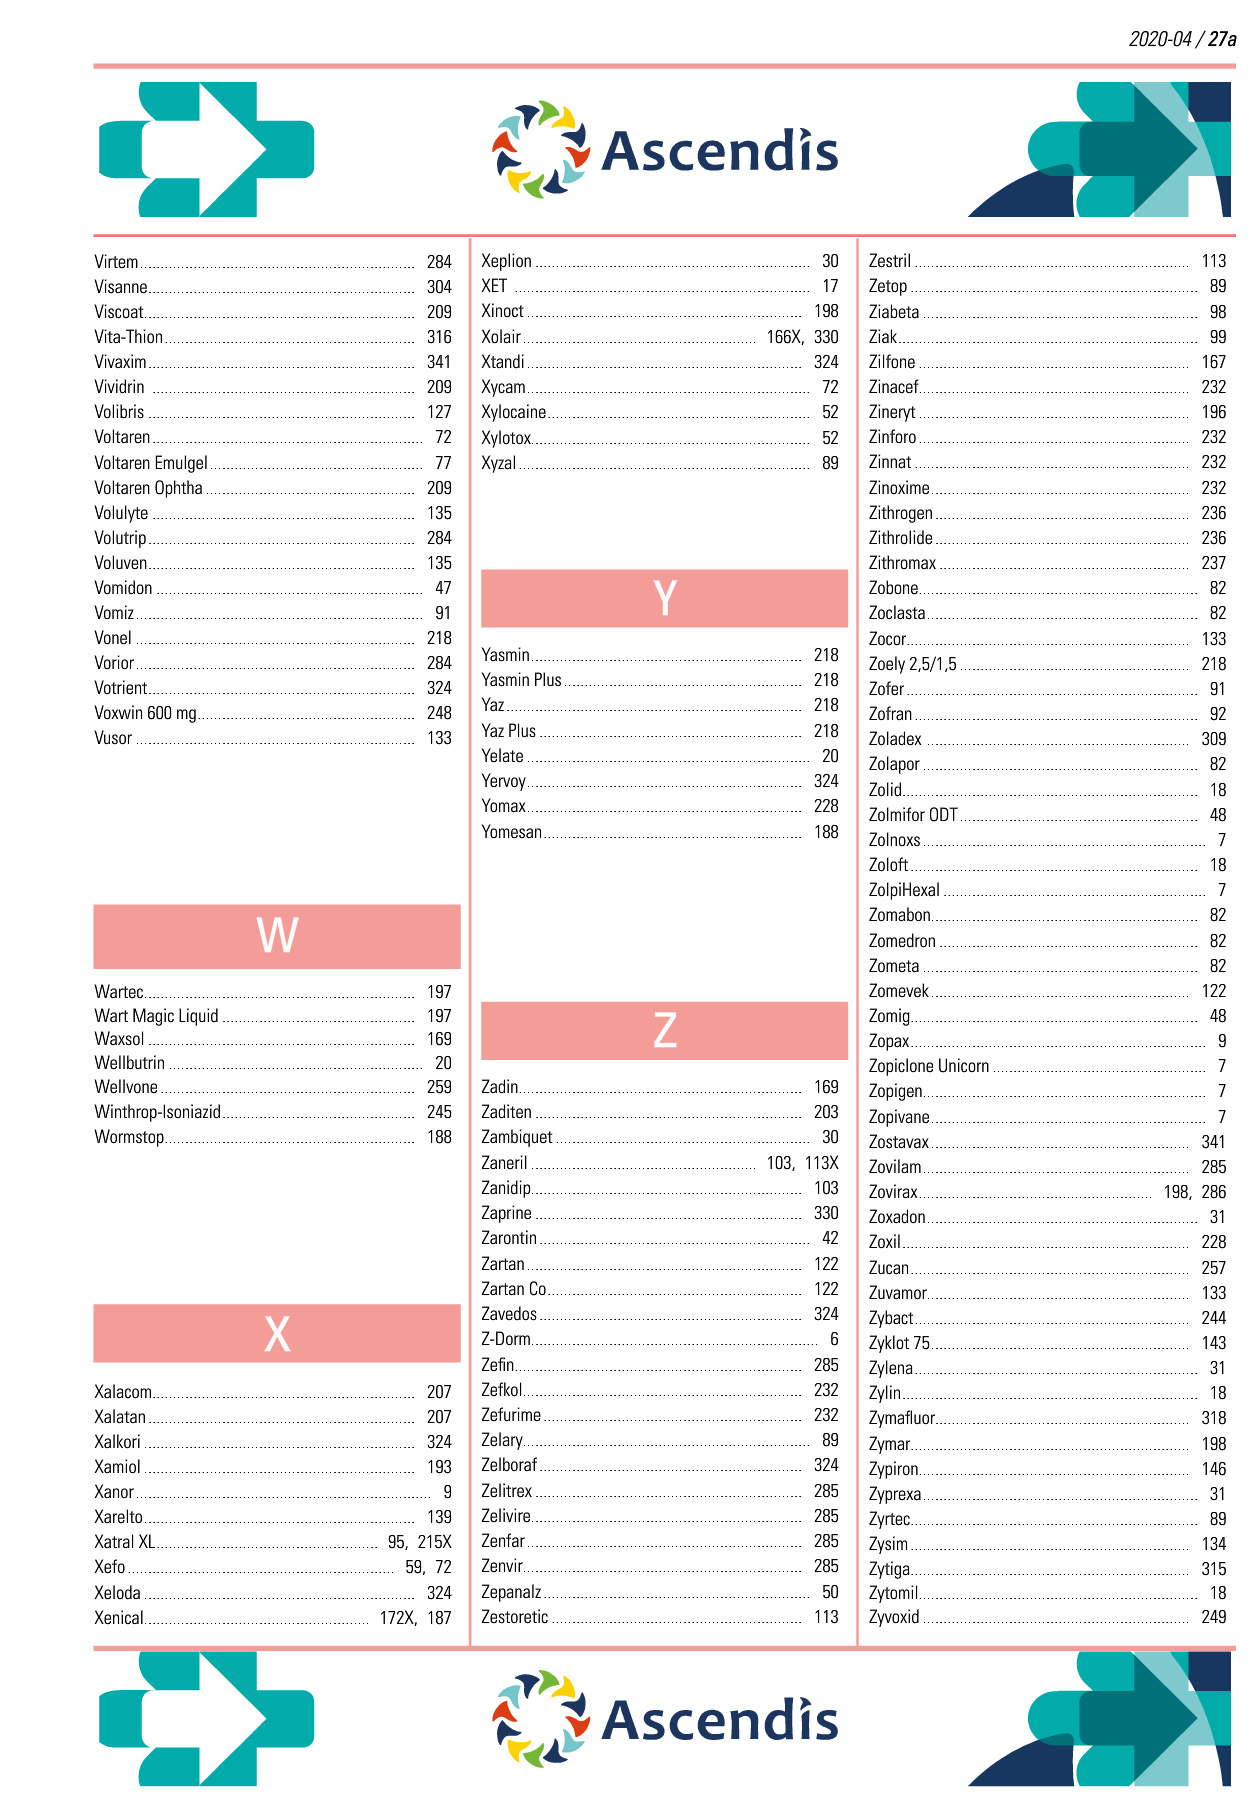 2020-04 / 27a
Ascendis
Virtem 284
Visanne 304
Viscoat 209
Vita-Thion 316
Vivaxim 341
Vividrin 209
Volibris 127
Voltaren 72
Voltaren Emulgel 77
Voltaren Ophtha 209
Volulyte 135
Volutrip 284
Voluven 135
Vomidon 47
Vomiz 91
Vonel 218
Vorior 284
Votrient 324
Voxwin 600 mg 248
Vusor 133
W
Wartec 197
Wart Magic Liquid 197
Waxsol 169
Wellbutrin 20
Wellvone 259
Winthrop-Isoniazid 245
Wormstop 188
X
Xalacom 207
Xalatan 207
Xalkori 324
Xamiol 193
Xanor 9
Xarelto 139
Xatral XL 95, 215X
Xefo 59, 72
Xeloda 324
Xenical 172X, 187
Xeplion 30
XET 17
Xinoct 198
Xolair 166X, 330
Xtandi 324
Xycam 72
Xylocaine 52
Xylotox 52
Xyzal 89
Y
Yasmin 218
Yasmin Plus 218
Yaz 218
Yaz Plus 218
Yelate 20
Yervoy 324
Yomax 228
Yomesan 188
Z
Zadin 169
Zaditen 203
Zambiquet 30
Zaneril 103, 113X
Zanidip 103
Zaprine 330
Zarontin 42
Zartan 122
Zartan Co 122
Zavedos 324
Z-Dorm 6
Zefin 285
Zefkol 232
Zefurime 232
Zelary 89
Zelboraf 324
Zelitrex 285
Zelivire 285
Zenfar 285
Zenvir 285
Zepanalz 50
Zestoretic 113
Zestril 113
Zetop 89
Ziabeta 98
Ziak 99
Zilfone 167
Zinacef 232
Zineryt 196
Zinforo 232
Zinnat 232
Zinoxime 232
Zithrogen 236
Zithrolide 236
Zithromax 237
Zobone 82
Zoclasta 82
Zocor 133
Zoely 2,5/1,5 218
Zofer 91
Zofran 92
Zoladex 309
Zolapor 82
Zolid 18
Zolmifor ODT 48
Zolnoxs 7
Zoloft 18
ZolpiHexal 7
Zomabon 82
Zomedron 82
Zometa 82
Zomevek 122
Zomig 48
Zopax 9
Zopiclone Unicorn 7
Zopigen 7
Zopivane 7
Zostavax 341
Zovilam 285
Zovirax 198, 286
Zoxadon 31
Zoxil 228
Zucan 257
Zuvamor 133
Zybact 244
Zyklot 75 143
Zylena 31
Zylin 18
Zymafluor 318
Zymar 198
Zypiron 146
Zyprexa 31
Zyrtec 89
Zysim 134
Zytiga 315
Zytomil 18
Zyvoxid 249
Ascendis